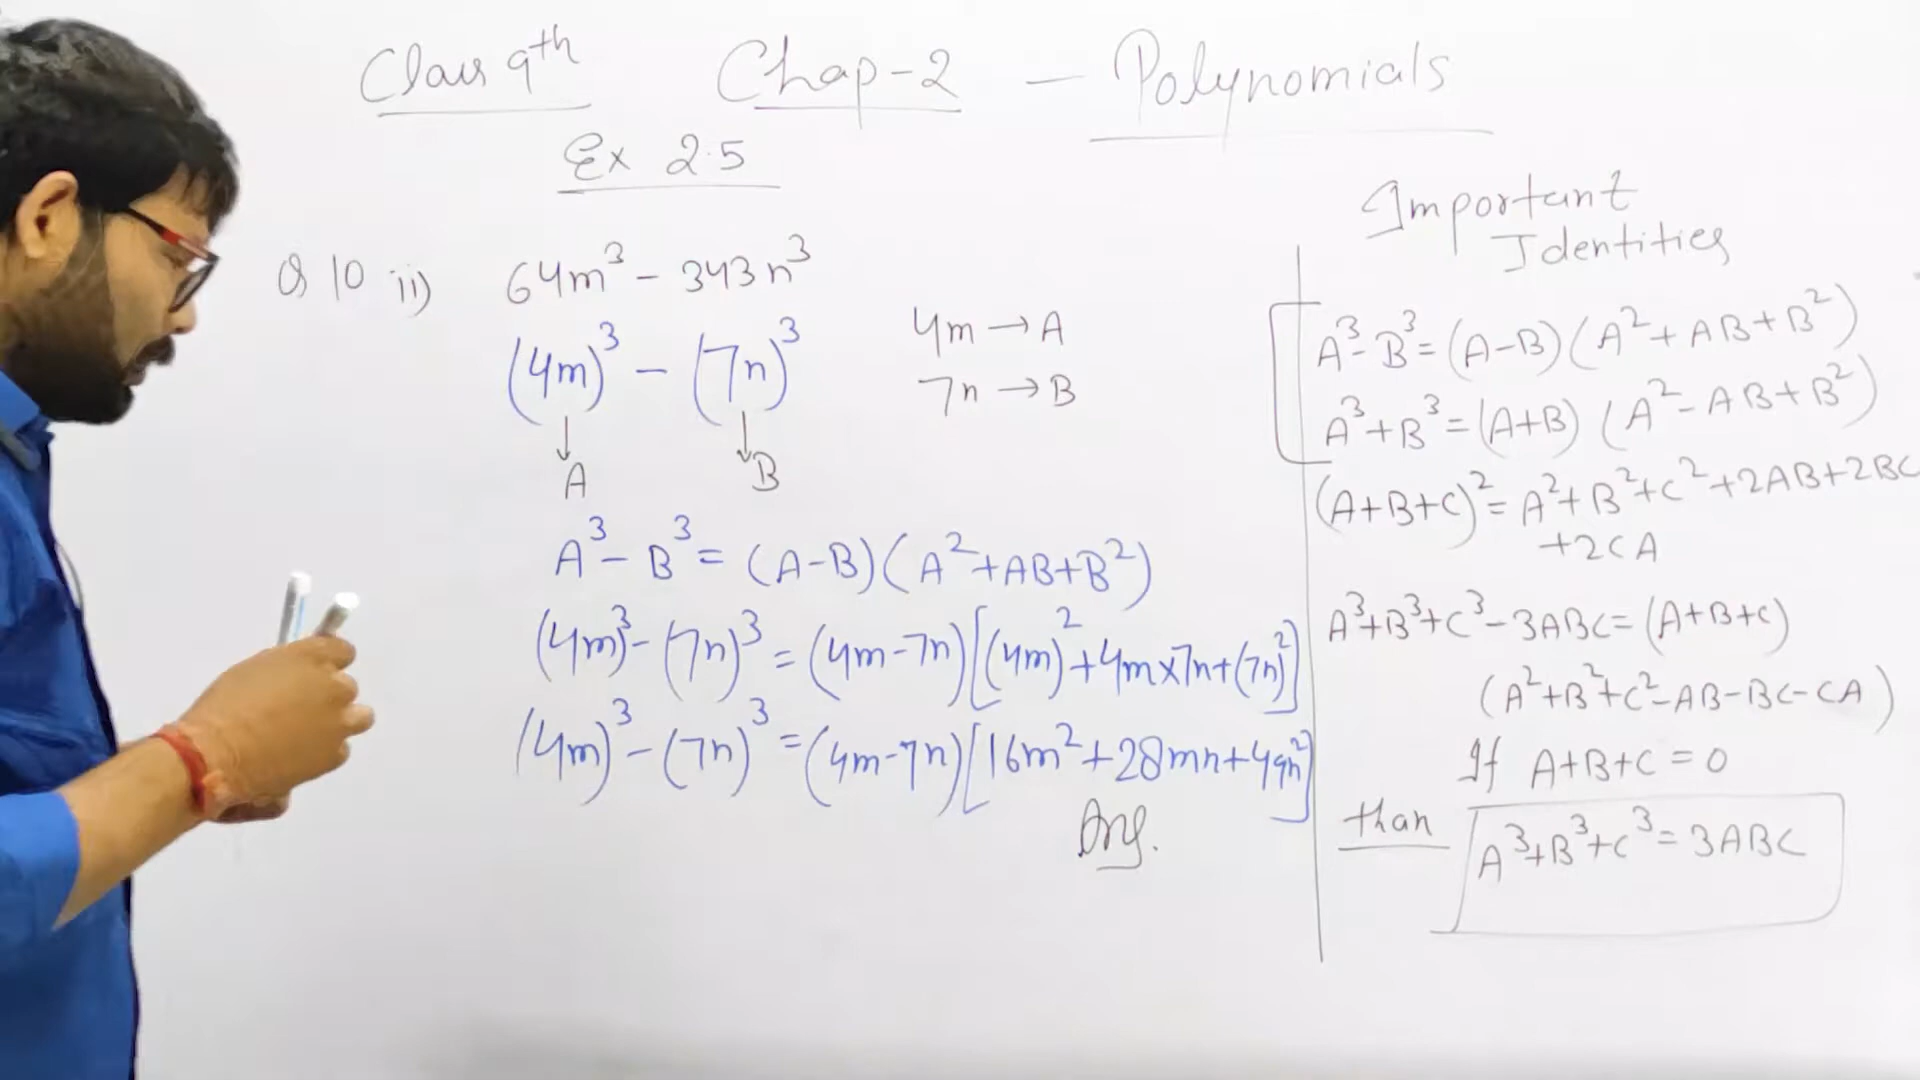 Class 9th Chap-2 - Polynomials
Ex 2.5
Q 10 ii) 64m³ - 343n³
(4m)³ - (7n)³
↓ ↓
A B
4m → A
7n → B
A³ - B³ = (A-B)(A²+AB+B²)
(4m)³ - (7n)³ = (4m-7n)[(4m)²+4m×7n+(7n)²]
(4m)³ - (7n)³ = (4m-7n)[16m²+28mn+49n²]
Ans.
Important
Identities
A³-B³ = (A-B)(A²+AB+B²)
A³+B³ = (A+B)(A²-AB+B²)
(A+B+C)² = A²+B²+C²+2AB+2BC
+2CA
A³+B³+C³-3ABC = (A+B+C)
(A²+B²+C²-AB-BC-CA)
If A+B+C = 0
than A³+B³+C³ = 3ABC